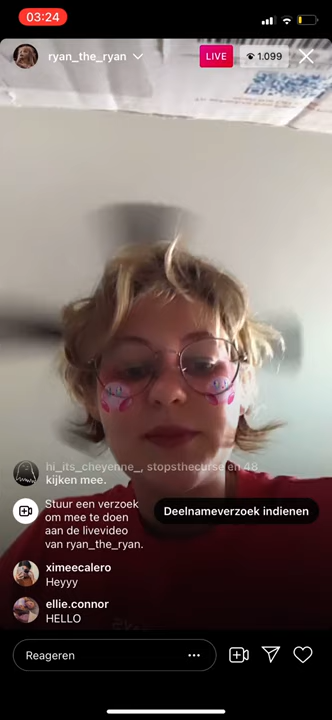 03:24
ryan_the_ryan
LIVE
1.099
hi_its_cheyenne_, stopsthecurse en 48
kijken mee.
Stuur een verzoek
om mee te doen
aan de livevideo
van ryan_the_ryan.
Deelnameverzoek indienen
ximeecalero
Heyyy
ellie.connor
HELLO
Reageren